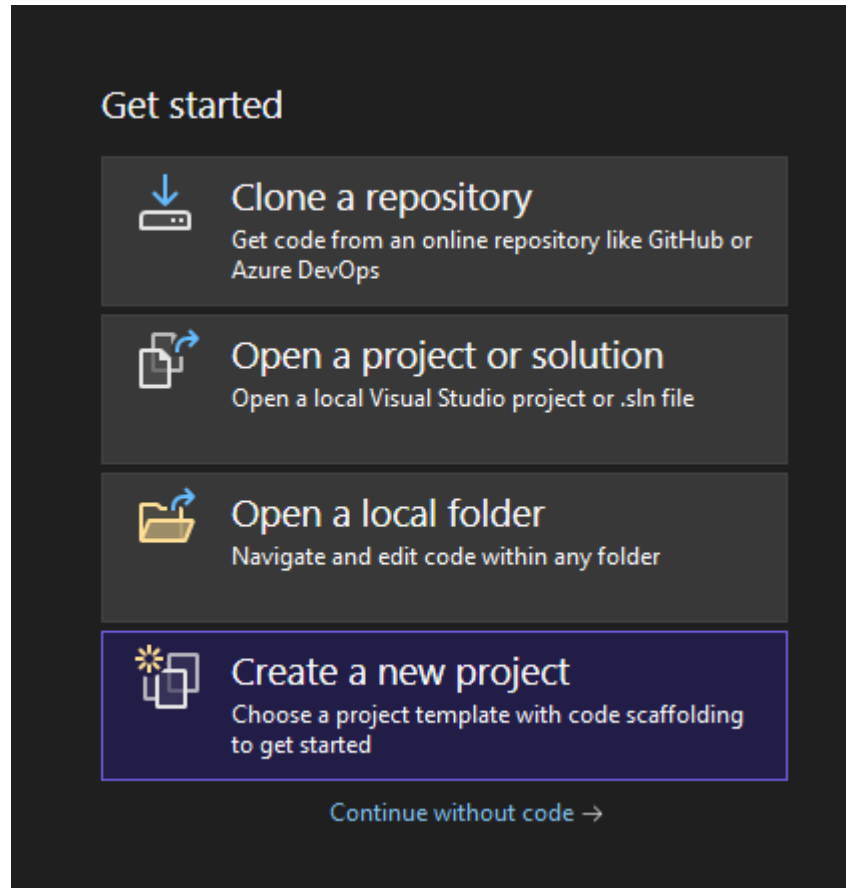 Get started
Clone a repository
Get code from an online repository like GitHub or
Azure DevOps
Open a project or solution
Open a local Visual Studio project or .sln file
Open a local folder
Navigate and edit code within any folder
Create a new project
Choose a project template with code scaffolding
to get started
Continue without code →